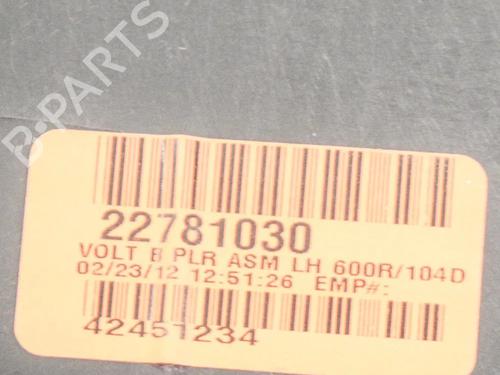 B-PARTS
22781030
VOLT B PLR ASM LH 600R/104D
02/23/12 12:51:26 EMP#:
42451234